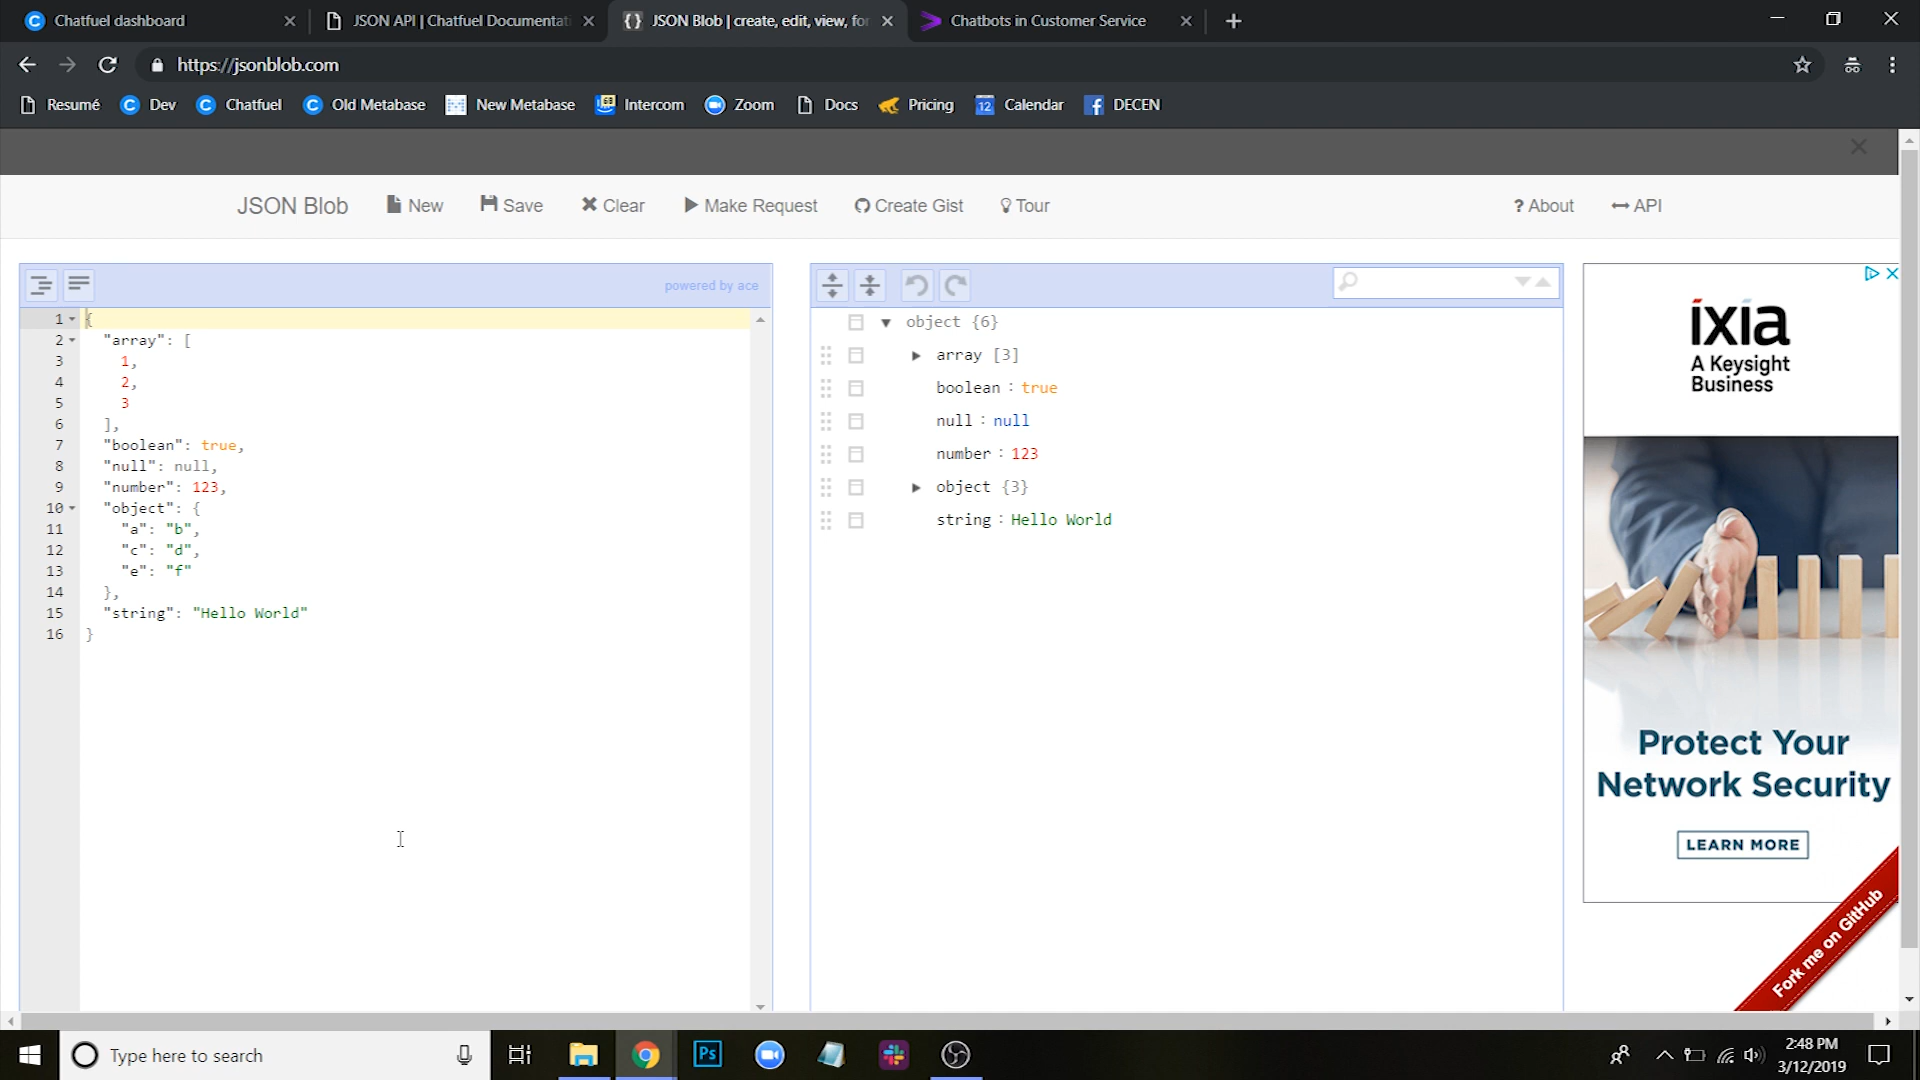 Chatfuel dashboard
JSON API | Chatfuel Documentati
JSON Blob | create, edit, view, for
Chatbots in Customer Service
https://jsonblob.com
Resumé
Dev
Chatfuel
Old Metabase
New Metabase
Intercom
Zoom
Docs
Pricing
12
Calendar
DECEN
JSON Blob
New
Save
Clear
Make Request
Create Gist
Tour
? About
API
powered by ace
1 {
2 "array": [
3 1,
4 2,
5 3
6 ],
7 "boolean": true,
8 "null": null,
9 "number": 123,
10 "object": {
11 "a": "b",
12 "c": "d",
13 "e": "f"
14 },
15 "string": "Hello World"
16 }
object {6}
array [3]
boolean : true
null : null
number : 123
object {3}
string : Hello World
ixia
A Keysight
Business
Protect Your
Network Security
LEARN MORE
Fork me on GitHub
Type here to search
Ps
2:48 PM
3/12/2019